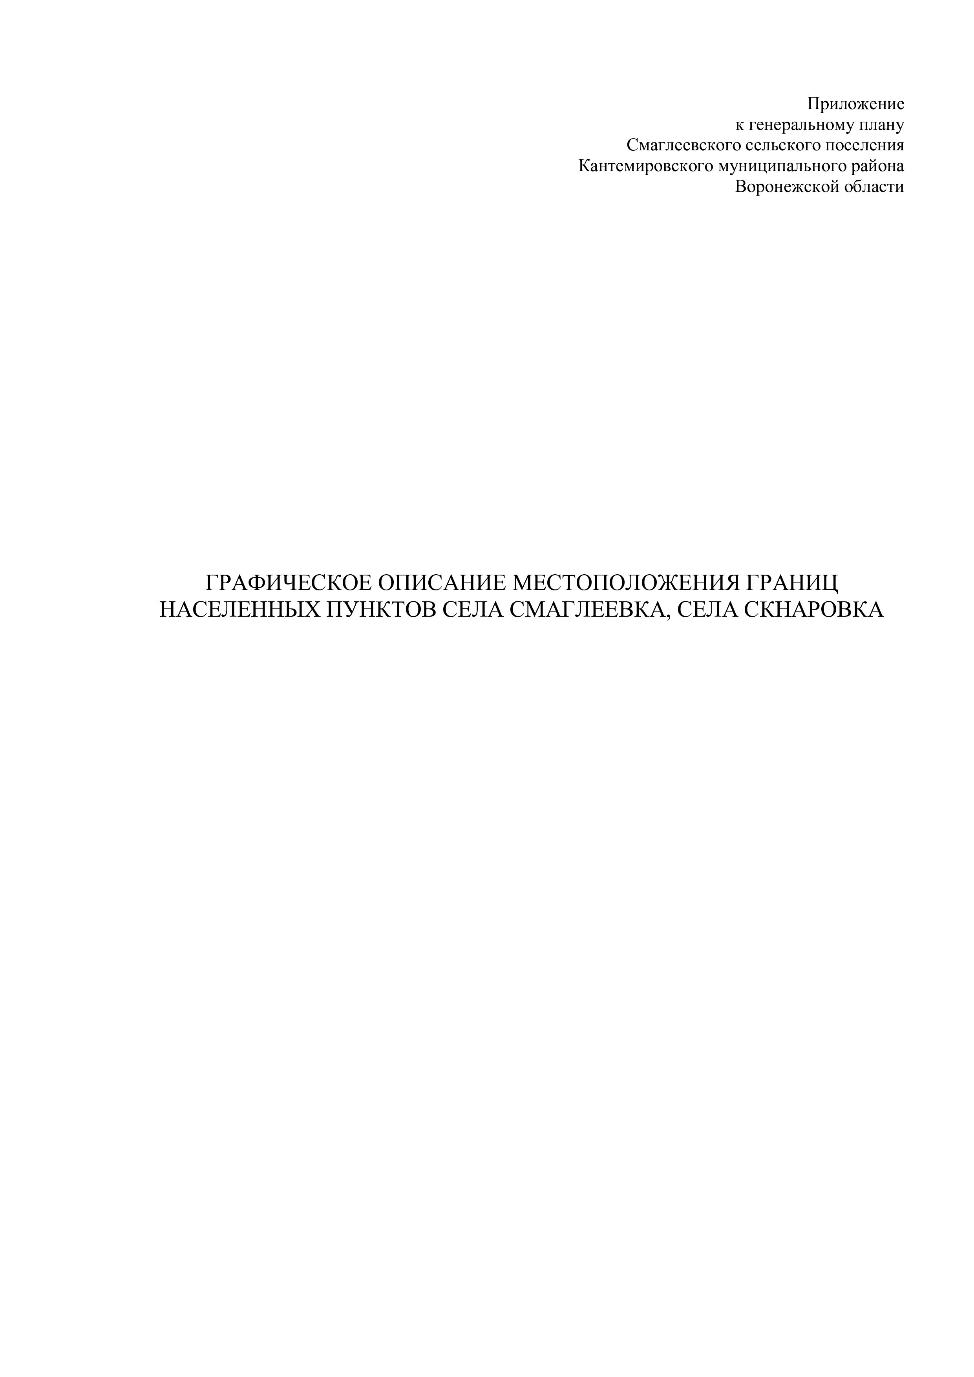 Приложение
к генеральному плану
Смаглеевского сельского поселения
Кантемировского муниципального района
Воронежской области
ГРАФИЧЕСКОЕ ОПИСАНИЕ МЕСТОПОЛОЖЕНИЯ ГРАНИЦ
НАСЕЛЕННЫХ ПУНКТОВ СЕЛА СМАГЛЕЕВКА, СЕЛА СКНАРОВКА